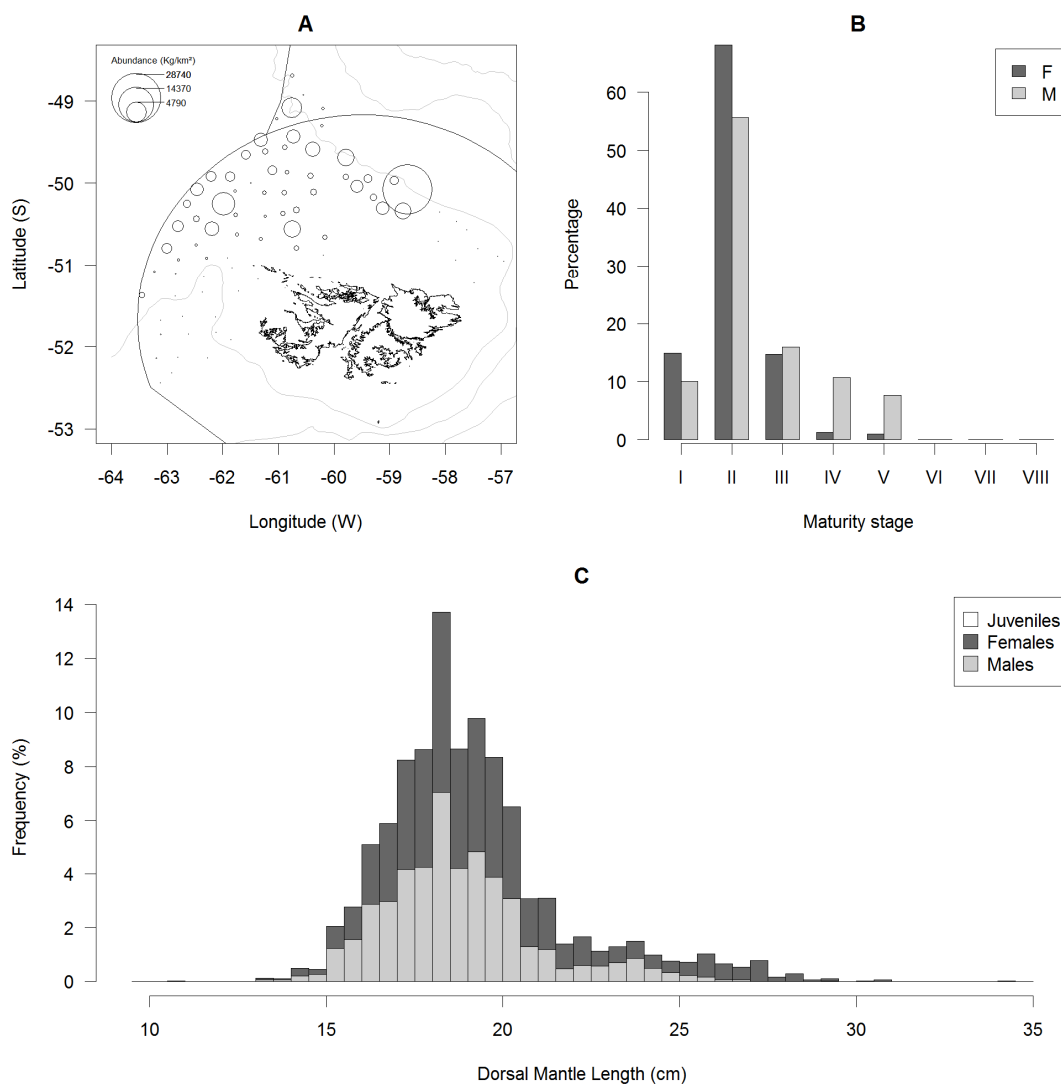 A
Abundance (Kg/km²)
28740
14370
4790
-49
-50
-51
-52
-53
Latitude (S)
-64 -63 -62 -61 -60 -59 -58 -57
Longitude (W)
B
F
M
60
50
40
30
20
10
0
Percentage
I II III IV V VI VII VIII
Maturity stage
C
Juveniles
Females
Males
14
12
10
8
6
4
2
0
Frequency (%)
10 15 20 25 30 35
Dorsal Mantle Length (cm)